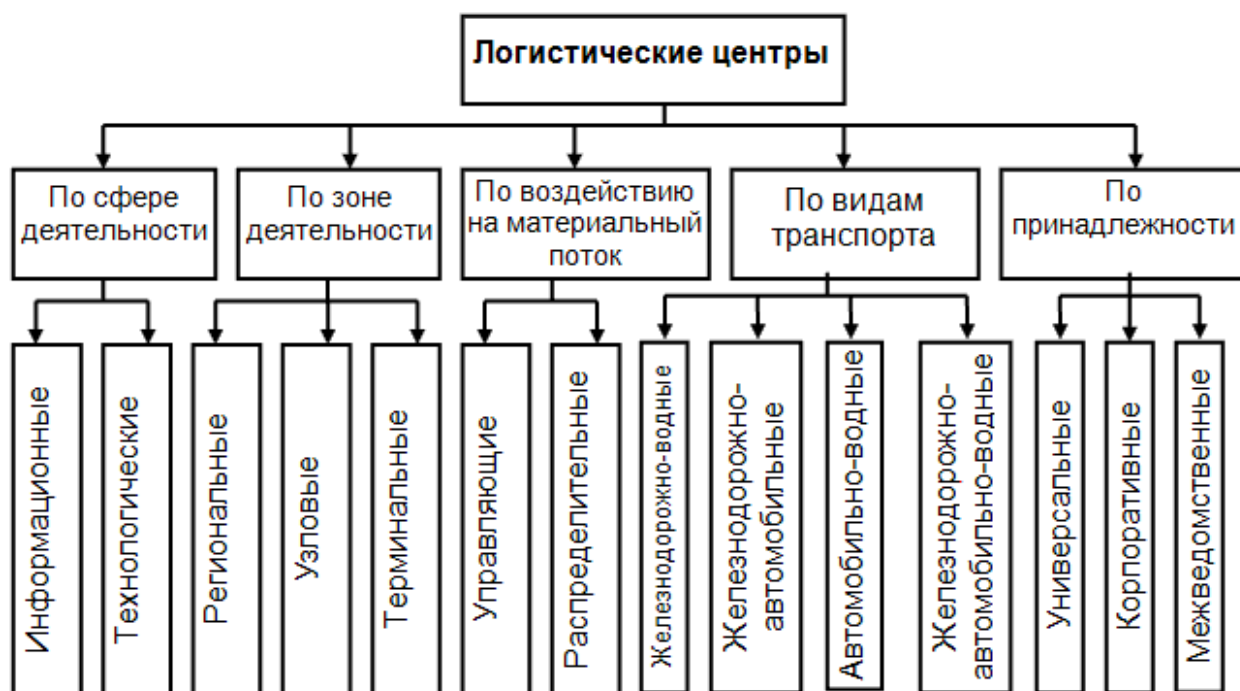 Логистические центры
По сфере
деятельности
По зоне
деятельности
По воздействию
на материальный
поток
По видам
транспорта
По
принадлежности
Информационные
Технологические
Региональные
Узловые
Терминальные
Управляющие
Распределительные
Железнодорожно-водные
Железнодорожно-
автомобильные
Автомобильно-водные
Железнодорожно-
автомобильно-водные
Универсальные
Корпоративные
Межведомственные